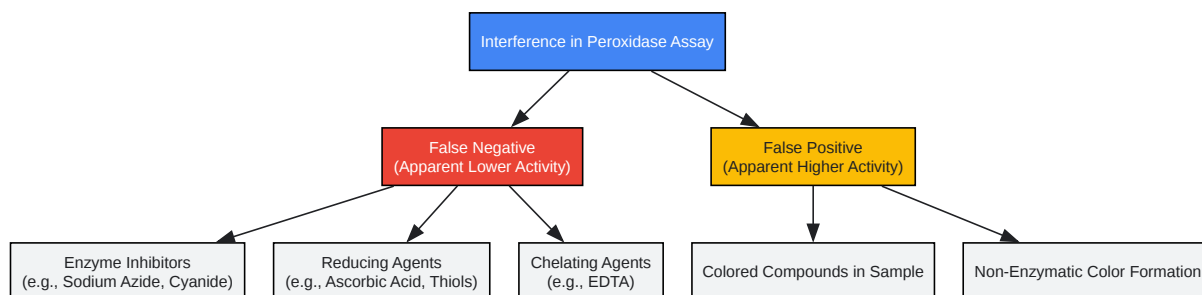 Interference in Peroxidase Assay
False Negative
(Apparent Lower Activity)
False Positive
(Apparent Higher Activity)
Enzyme Inhibitors
(e.g., Sodium Azide, Cyanide)
Reducing Agents
(e.g., Ascorbic Acid, Thiols)
Chelating Agents
(e.g., EDTA)
Colored Compounds in Sample
Non-Enzymatic Color Formation